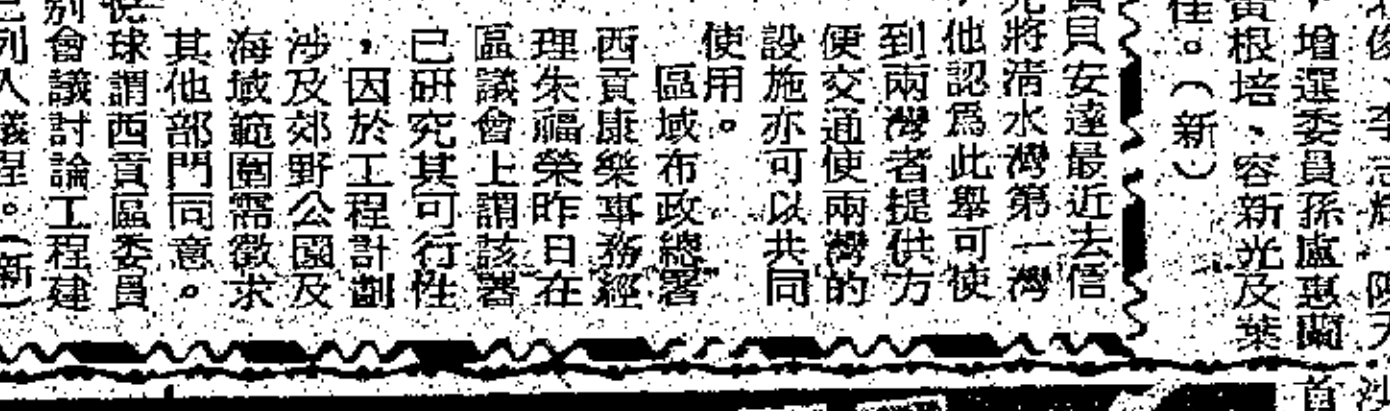 增選委員孫盧惠蘭
黃根培、容新光及葉
佳。（新）
員安達最近去信
將清水灣第一灣
他認為此舉可使
到兩灣者提供方
便交通使兩灣的
設施亦可以共同
使用。
區域布政總署
西貢康樂事務經
理朱福榮昨日在
區議會上謂該署
已研究其可行性
，因於工程計劃
涉及郊野公園及
海域範圍需徵求
其他部門同意。
球謂西貢區委員
會議討論工程建
列入議程。（新）